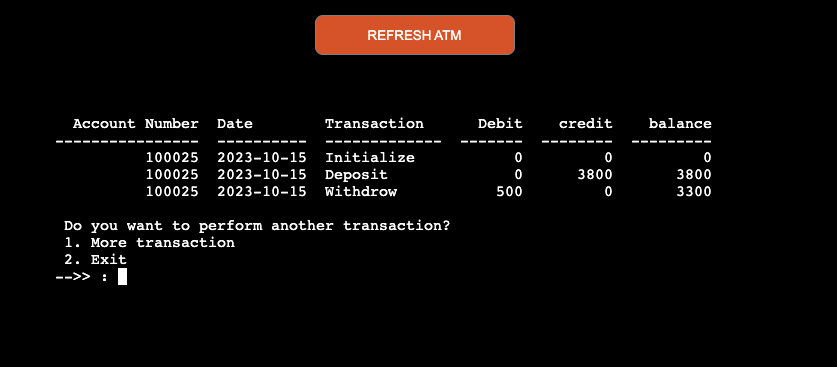 REFRESH ATM
Account Number  Date        Transaction      Debit    credit    balance
----------------  ----------  -------------  -------  --------  ---------
100025  2023-10-15  Initialize           0         0          0
100025  2023-10-15  Deposit              0      3800       3800
100025  2023-10-15  Withdrow           500         0       3300
Do you want to perform another transaction?
1. More transaction
2. Exit
-->> :